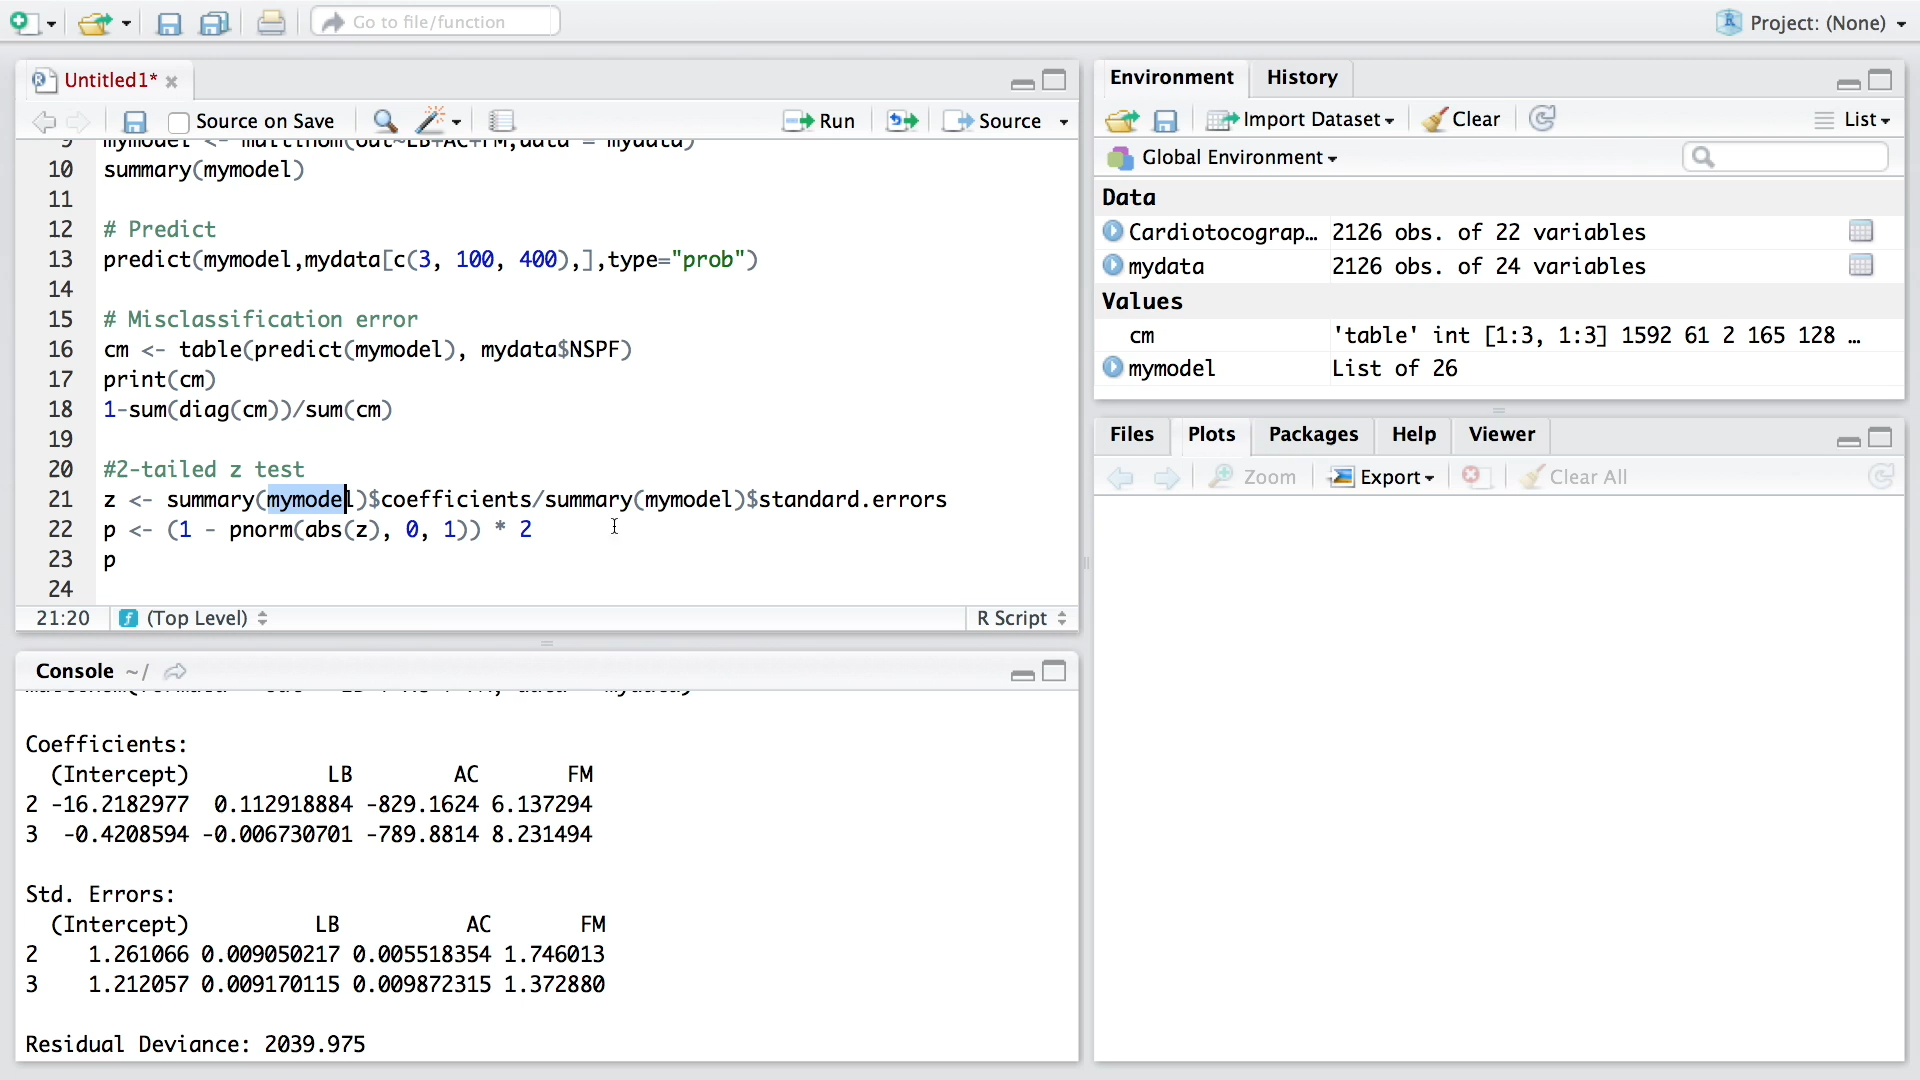 Go to file/function
Project: (None)
Untitled1*
Source on Save
Run
Source
10 summary(mymodel)
11
12 # Predict
13 predict(mymodel,mydata[c(3, 100, 400),],type="prob")
14
15 # Misclassification error
16 cm <- table(predict(mymodel), mydata$NSPF)
17 print(cm)
18 1-sum(diag(cm))/sum(cm)
19
20 #2-tailed z test
21 z <- summary(mymodel)$coefficients/summary(mymodel)$standard.errors
22 p <- (1 - pnorm(abs(z), 0, 1)) * 2
23 p
24
21:20 (Top Level) R Script
Console ~/
Coefficients:
(Intercept) LB AC FM
2 -16.2182977 0.112918884 -829.1624 6.137294
3 -0.4208594 -0.006730701 -789.8814 8.231494
Std. Errors:
(Intercept) LB AC FM
2 1.261066 0.009050217 0.005518354 1.746013
3 1.212057 0.009170115 0.009872315 1.372880
Residual Deviance: 2039.975
Environment History
Import Dataset Clear List
Global Environment
Data
Cardiotocograp... 2126 obs. of 22 variables
mydata 2126 obs. of 24 variables
Values
cm 'table' int [1:3, 1:3] 1592 61 2 165 128 ...
mymodel List of 26
Files Plots Packages Help Viewer
Zoom Export Clear All